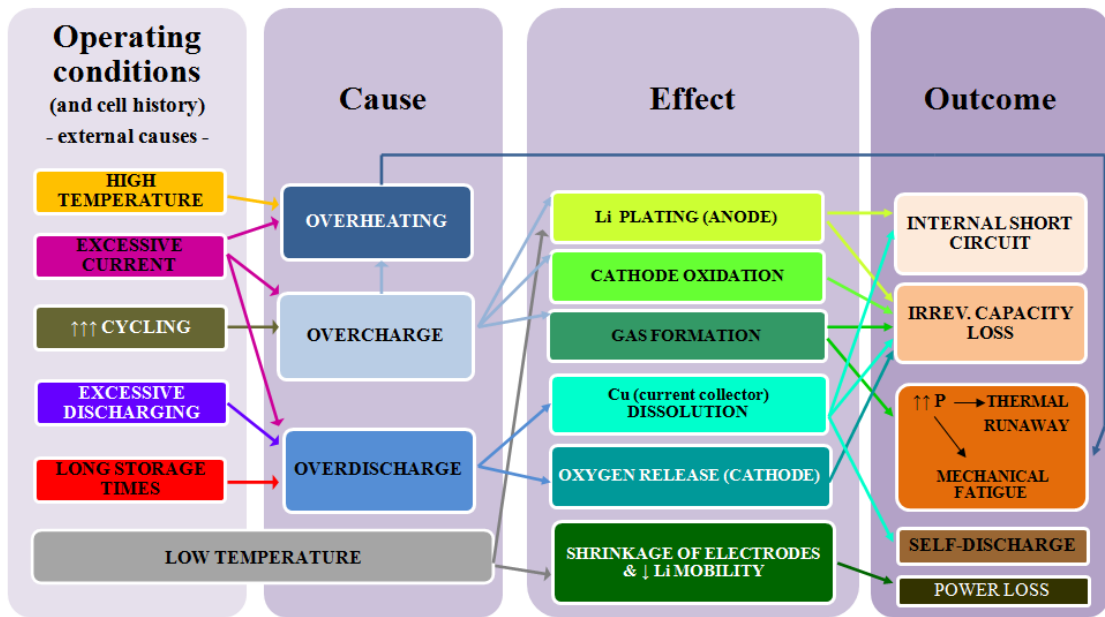 Operating
conditions
(and cell history)
- external causes -
HIGH
TEMPERATURE
EXCESSIVE
CURRENT
↑↑↑ CYCLING
EXCESSIVE
DISCHARGING
LONG STORAGE
TIMES
LOW TEMPERATURE
Cause
OVERHEATING
OVERCHARGE
OVERDISCHARGE
Effect
Li PLATING (ANODE)
CATHODE OXIDATION
GAS FORMATION
Cu (current collector)
DISSOLUTION
OXYGEN RELEASE (CATHODE)
SHRINKAGE OF ELECTRODES
& ↓ Li MOBILITY
Outcome
INTERNAL SHORT
CIRCUIT
IRREV. CAPACITY
LOSS
↑↑ P THERMAL
RUNAWAY
MECHANICAL
FATIGUE
SELF-DISCHARGE
POWER LOSS